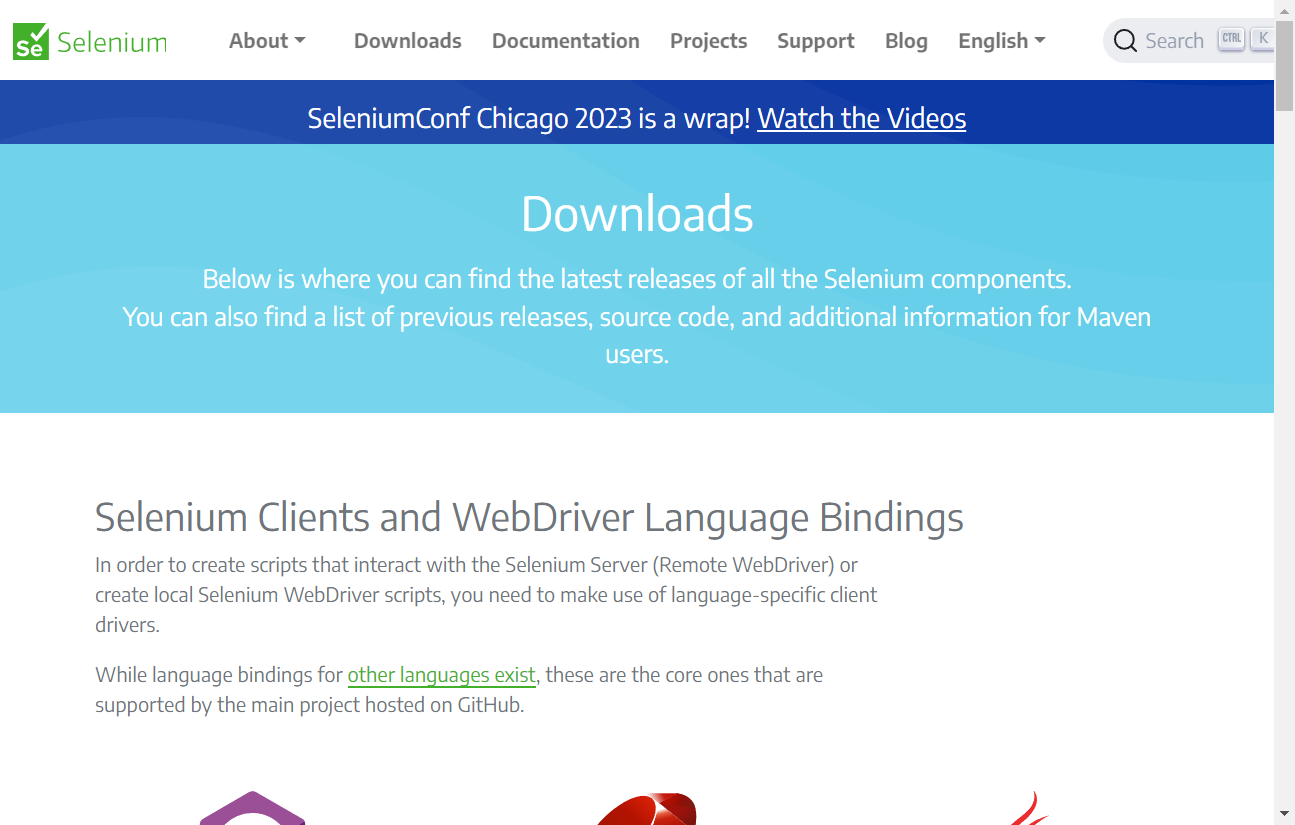 Se Selenium
About Downloads Documentation Projects Support Blog English Search CTRL K
SeleniumConf Chicago 2023 is a wrap! Watch the Videos
Downloads
Below is where you can find the latest releases of all the Selenium components.
You can also find a list of previous releases, source code, and additional information for Maven
users.
Selenium Clients and WebDriver Language Bindings
In order to create scripts that interact with the Selenium Server (Remote WebDriver) or
create local Selenium WebDriver scripts, you need to make use of language-specific client
drivers.
While language bindings for other languages exist, these are the core ones that are
supported by the main project hosted on GitHub.